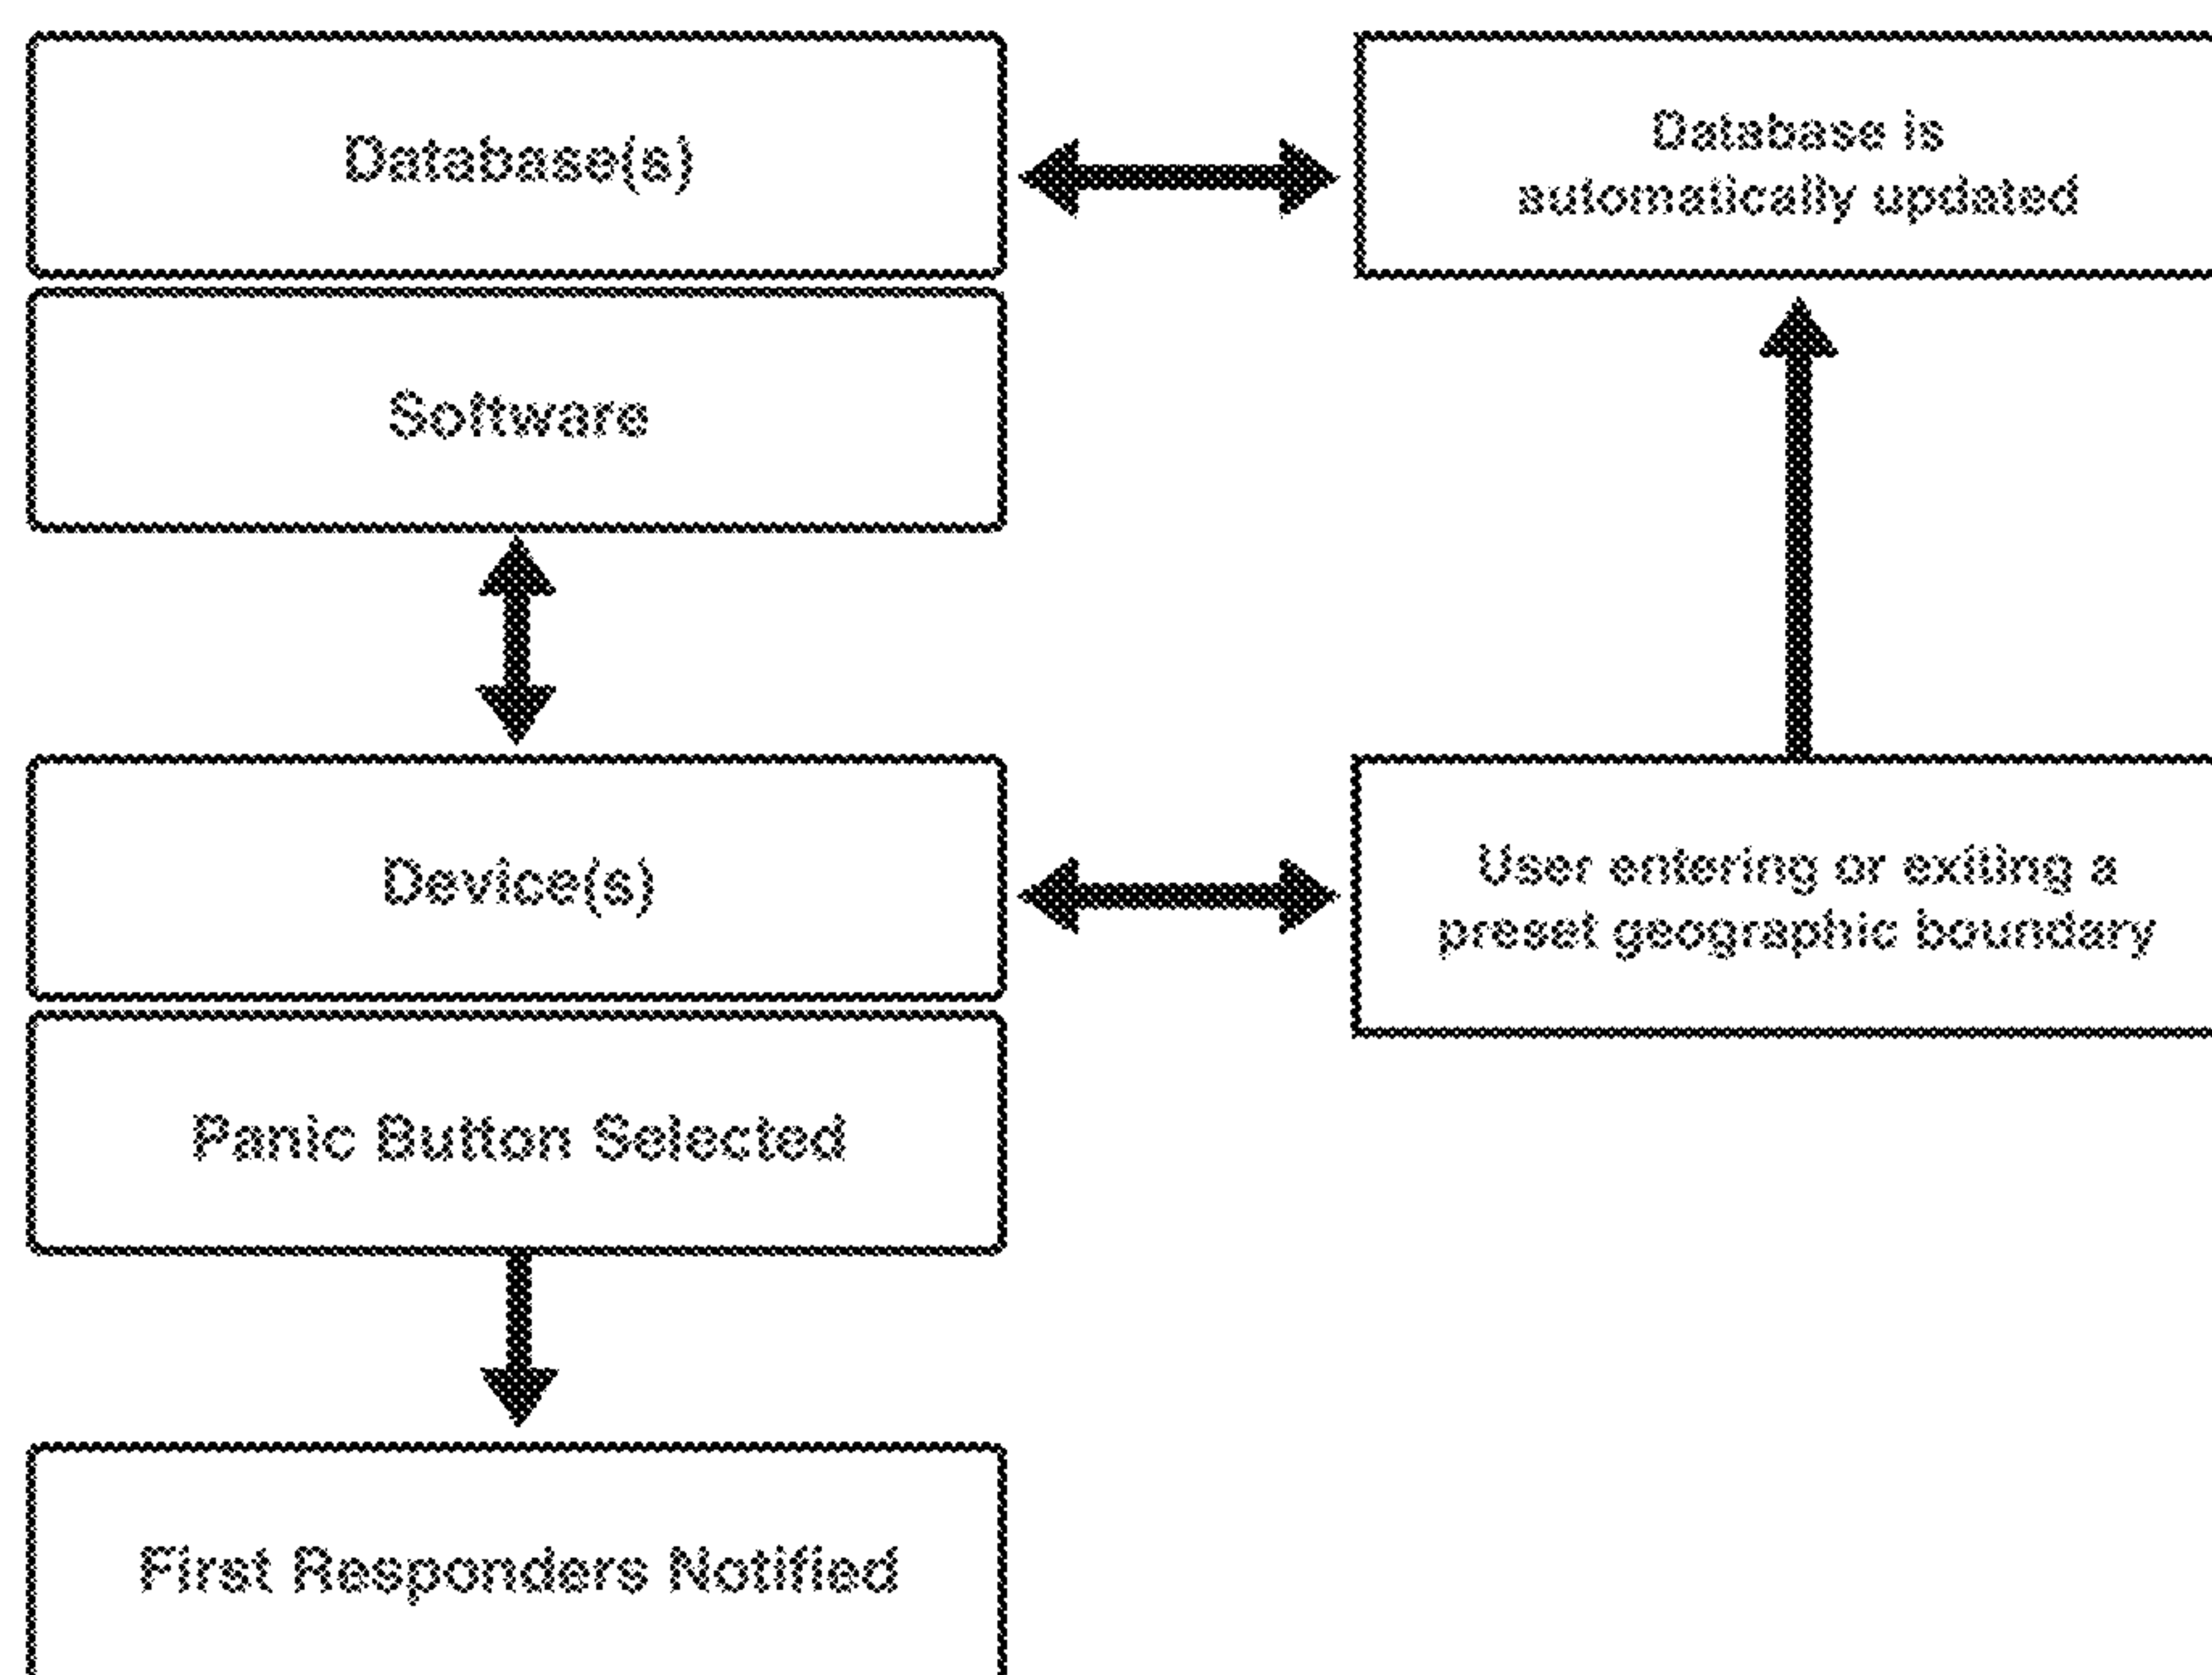 Database(s)
Database is
automatically updated
Software
Device(s)
User entering or exiting a
preset geographic boundary
Panic Button Selected
First Responders Notified